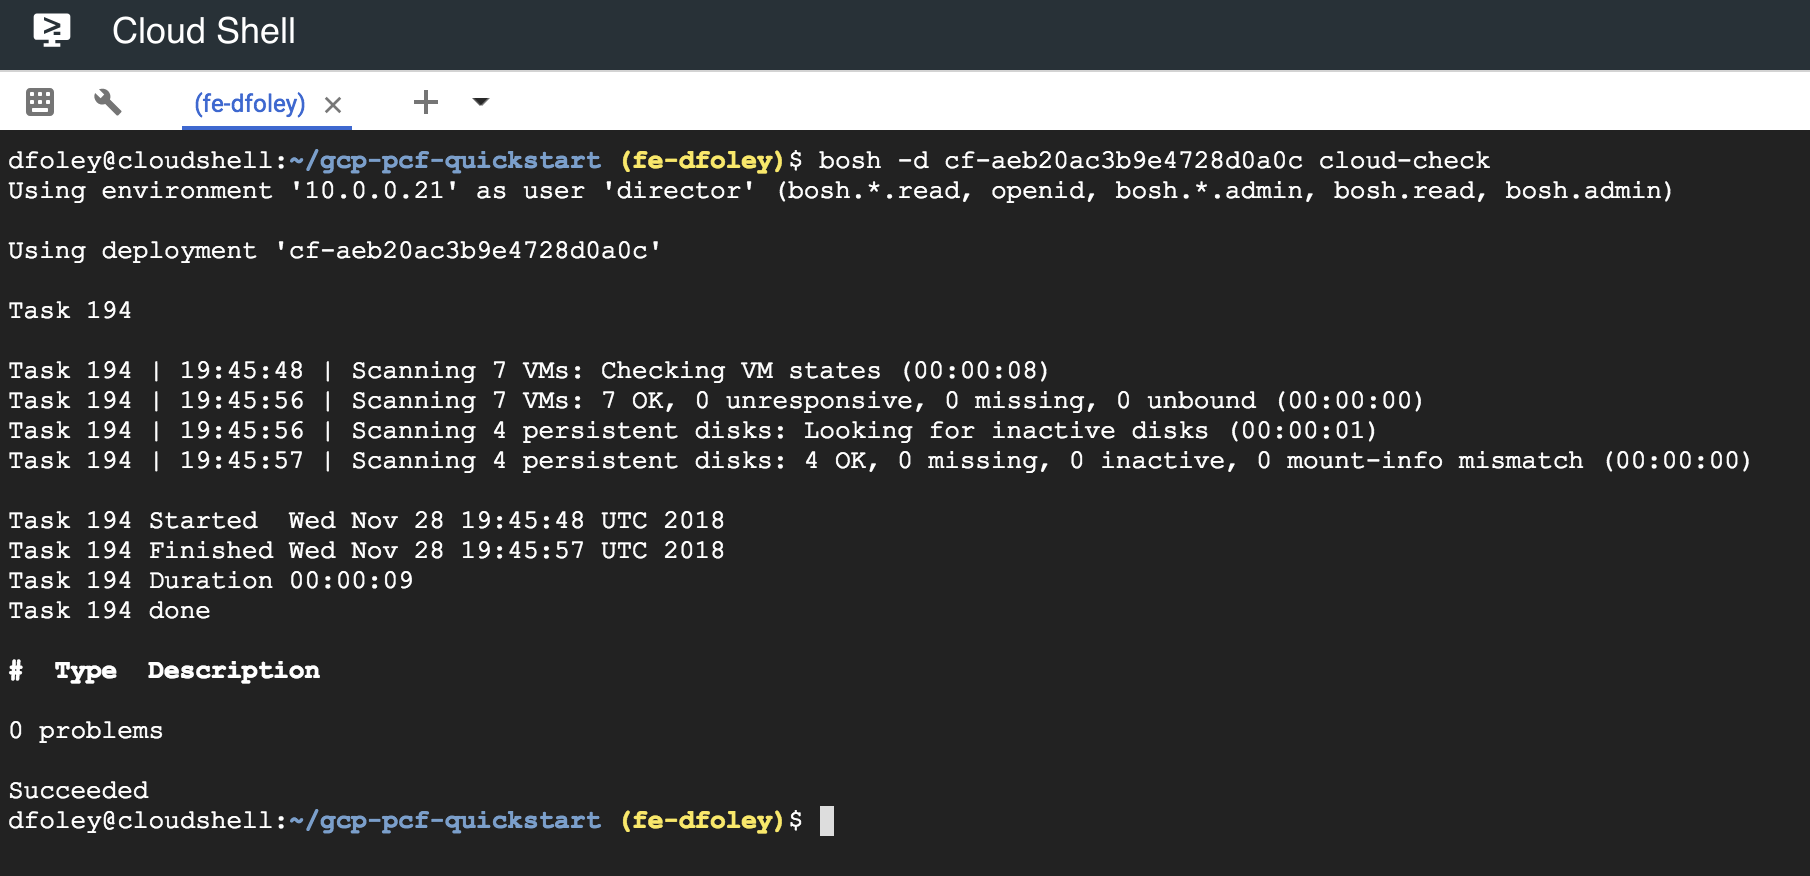 Cloud Shell
(fe-dfoley)
dfoley@cloudshell:~/gcp-pcf-quickstart (fe-dfoley)$ bosh -d cf-aeb20ac3b9e4728d0a0c cloud-check
Using environment '10.0.0.21' as user 'director' (bosh.*.read, openid, bosh.*.admin, bosh.read, bosh.admin)
Using deployment 'cf-aeb20ac3b9e4728d0a0c'
Task 194
Task 194 | 19:45:48 | Scanning 7 VMs: Checking VM states (00:00:08)
Task 194 | 19:45:56 | Scanning 7 VMs: 7 OK, 0 unresponsive, 0 missing, 0 unbound (00:00:00)
Task 194 | 19:45:56 | Scanning 4 persistent disks: Looking for inactive disks (00:00:01)
Task 194 | 19:45:57 | Scanning 4 persistent disks: 4 OK, 0 missing, 0 inactive, 0 mount-info mismatch (00:00:00)
Task 194 Started  Wed Nov 28 19:45:48 UTC 2018
Task 194 Finished Wed Nov 28 19:45:57 UTC 2018
Task 194 Duration 00:00:09
Task 194 done
#  Type  Description
0 problems
Succeeded
dfoley@cloudshell:~/gcp-pcf-quickstart (fe-dfoley)$